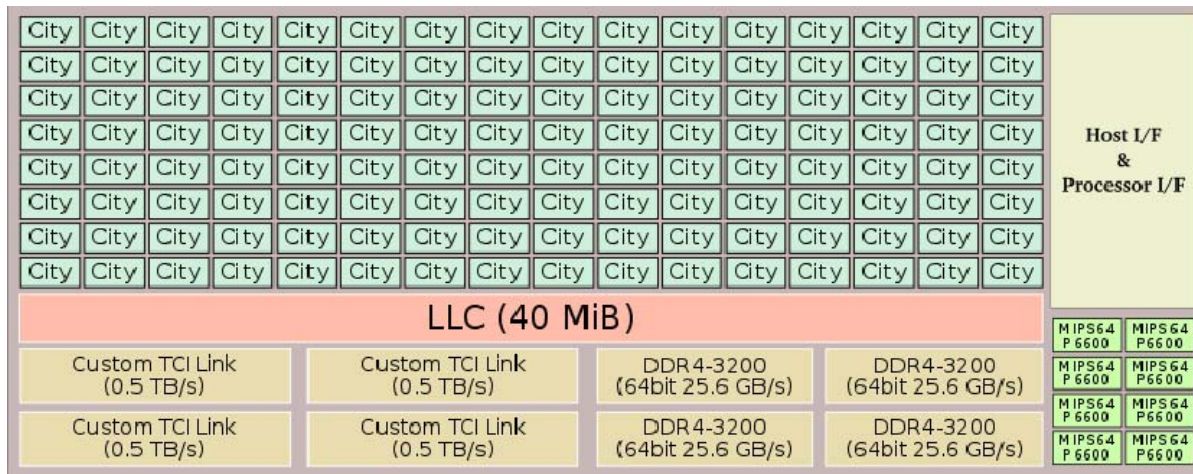 City City City City City City City City City City City City City City City City
City City City City City City City City City City City City City City City City
City City City City City City City City City City City City City City City City
City City City City City City City City City City City City City City City City
City City City City City City City City City City City City City City City City
City City City City City City City City City City City City City City City City
City City City City City City City City City City City City City City City City
City City City City City City City City City City City City City City City City
Host I/F
&
Processor I/F
LLC (40 MiB)
Custom TCI Link
(0.5 TB/s)
Custom TCI Link
(0.5 TB/s)
DDR4-3200
(64bit 25.6 GB/s)
DDR4-3200
(64bit 25.6 GB/s)
Custom TCI Link
(0.5 TB/s)
Custom TCI Link
(0.5 TB/s)
DDR4-3200
(64bit 25.6 GB/s)
DDR4-3200
(64bit 25.6 GB/s)
MIPS64
P6600
MIPS64
P6600
MIPS64
P6600
MIPS64
P6600
MIPS64
P6600
MIPS64
P6600
MIPS64
P6600
MIPS64
P6600